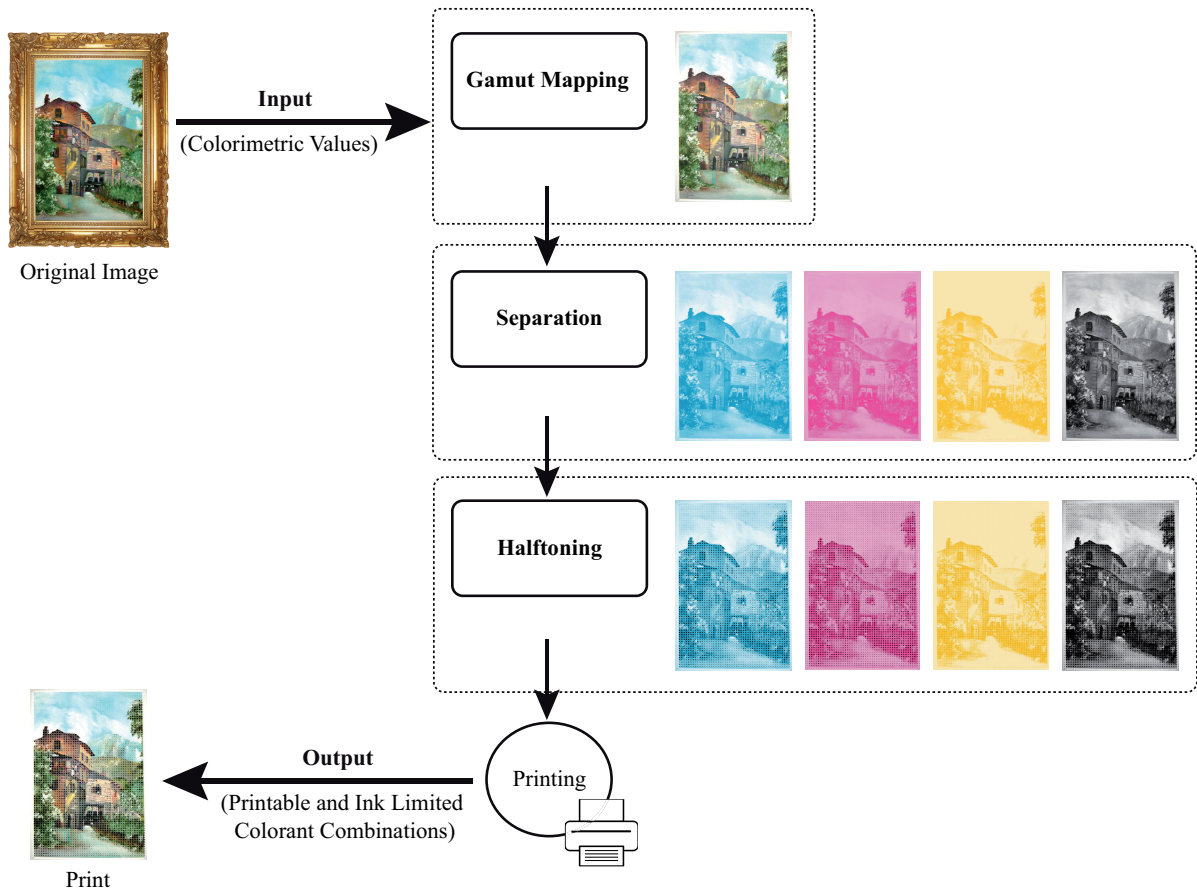 Original Image
Input
(Colorimetric Values)
Gamut Mapping
Separation
Halftoning
Printing
Output
(Printable and Ink Limited
Colorant Combinations)
Print